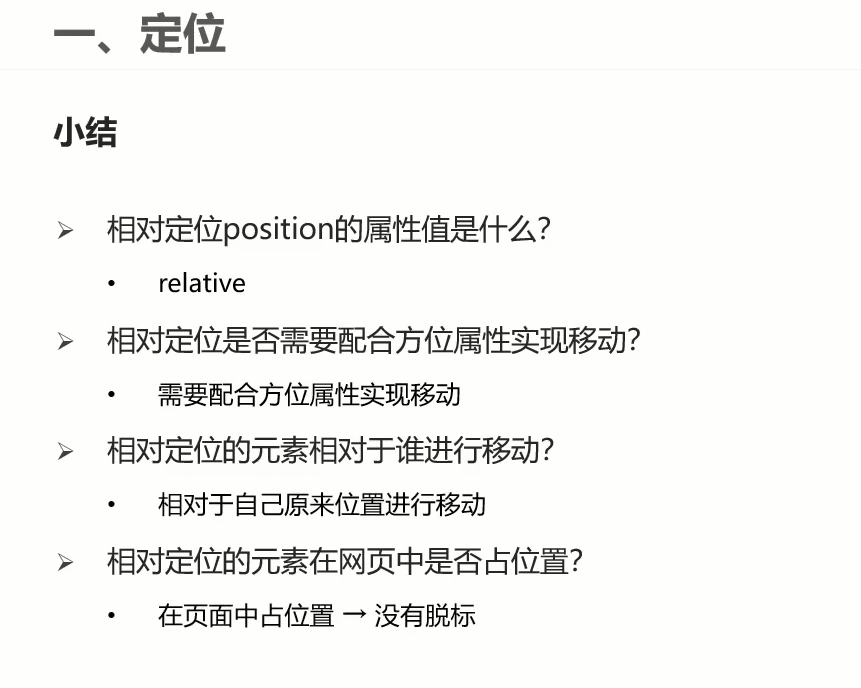 一、定位
小结
➢ 相对定位position的属性值是什么？
• relative
➢ 相对定位是否需要配合方位属性实现移动？
• 需要配合方位属性实现移动
➢ 相对定位的元素相对于谁进行移动？
• 相对于自己原来位置进行移动
➢ 相对定位的元素在网页中是否占位置？
• 在页面中占位置 → 没有脱标